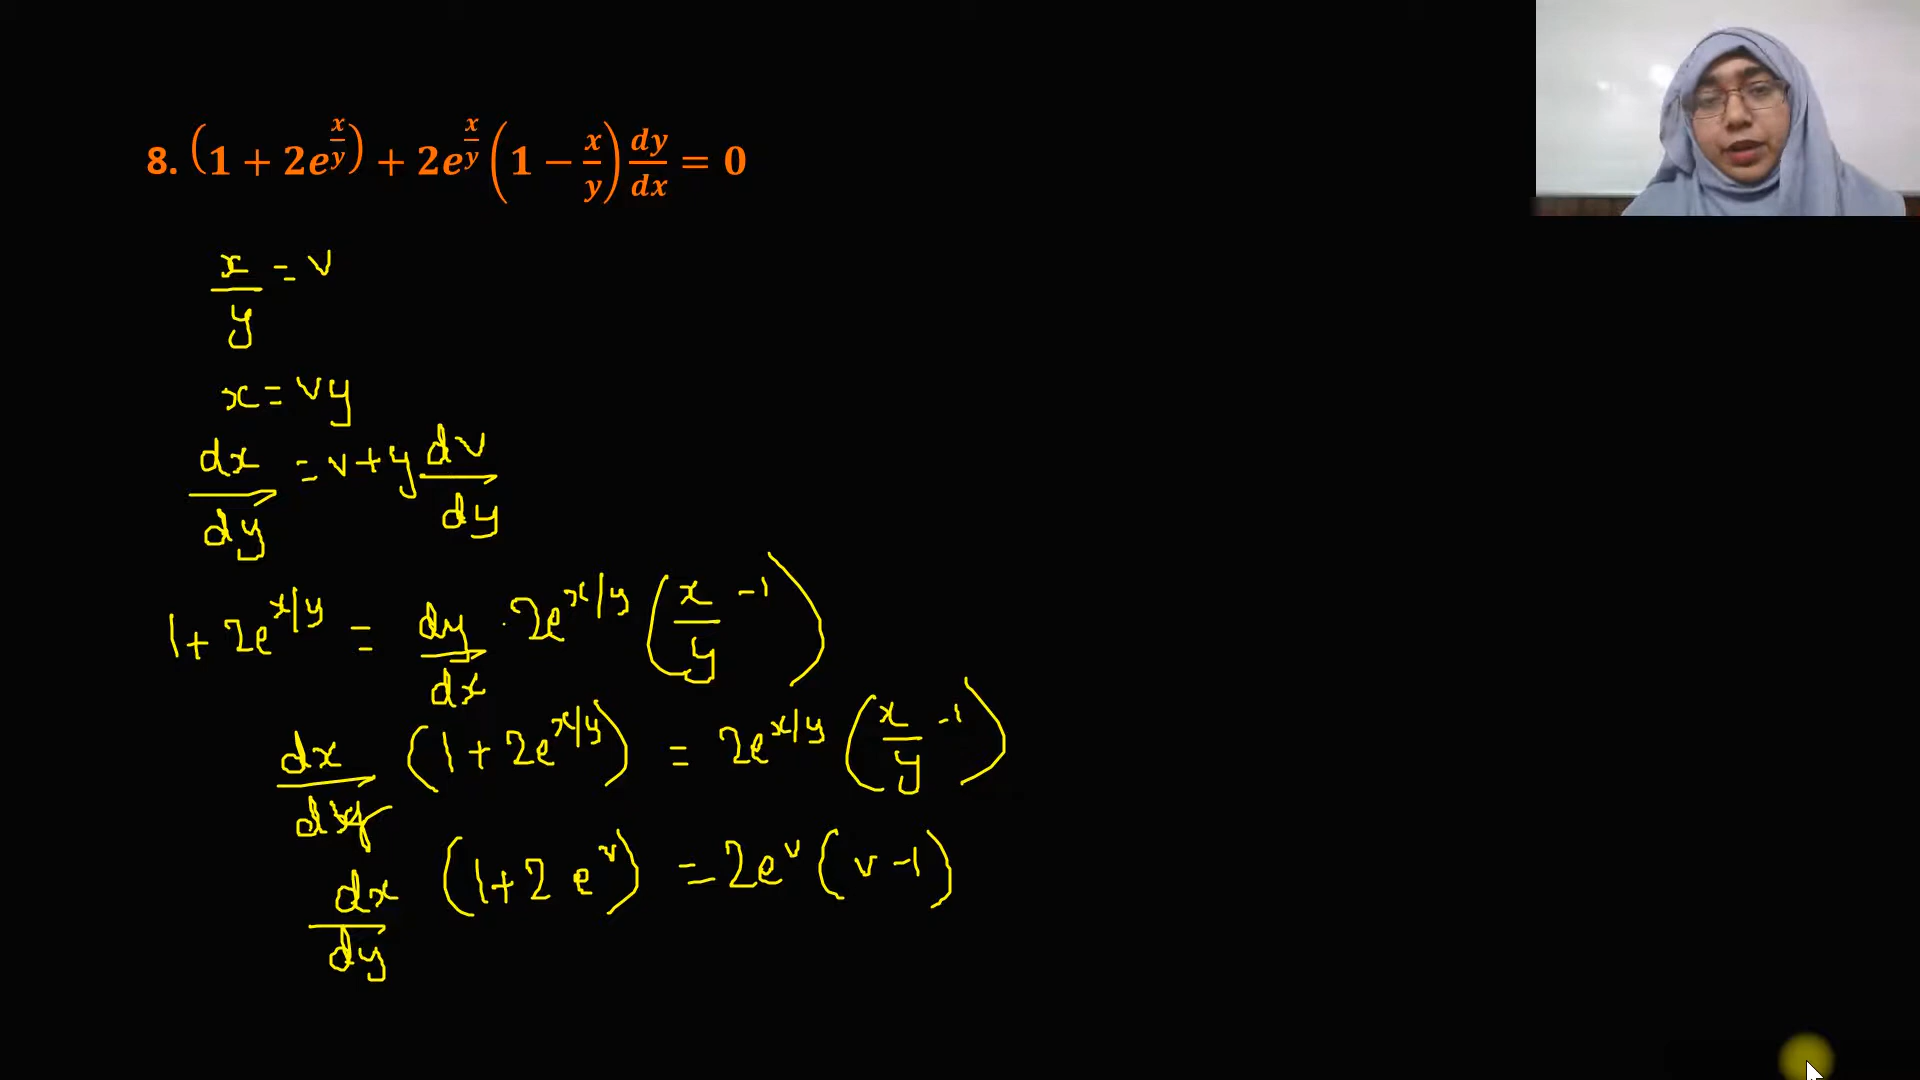 8. (1 + 2e^{x/y}) + 2e^{x/y} (1 − x/y) dy/dx = 0
x/y = v
x = vy
dx/dy = v + y dv/dy
1 + 2e^{x/y} = dy/dx · 2e^{x/y} (x/y - 1)
dx/dy (1 + 2e^{x/y}) = 2e^{x/y} (x/y - 1)
dx/dy (1 + 2e^v) = 2e^v (v - 1)